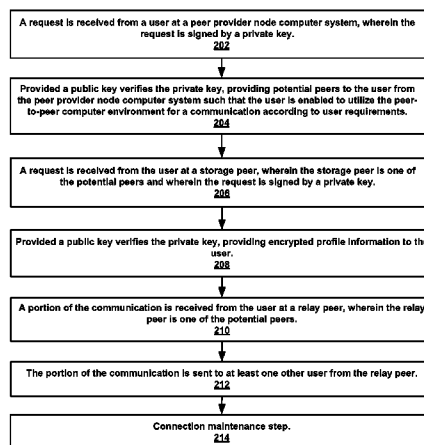 A request is received from a user at a peer provider node computer system, wherein the
request is signed by a private key.
202
Provided a public key verifies the private key, providing potential peers to the user from
the peer provider node computer system such that the user is enabled to utilize the peer-
to-peer computer environment for a communication according to user requirements.
204
A request is received from the user at a storage peer, wherein the storage peer is one of
the potential peers and wherein the request is signed by a private key.
206
Provided a public key verifies the private key, providing encrypted profile information to the
user.
208
A portion of the communication is received from the user at a relay peer, wherein the relay
peer is one of the potential peers.
210
The portion of the communication is sent to at least one other user from the relay peer.
212
Connection maintenance step.
214